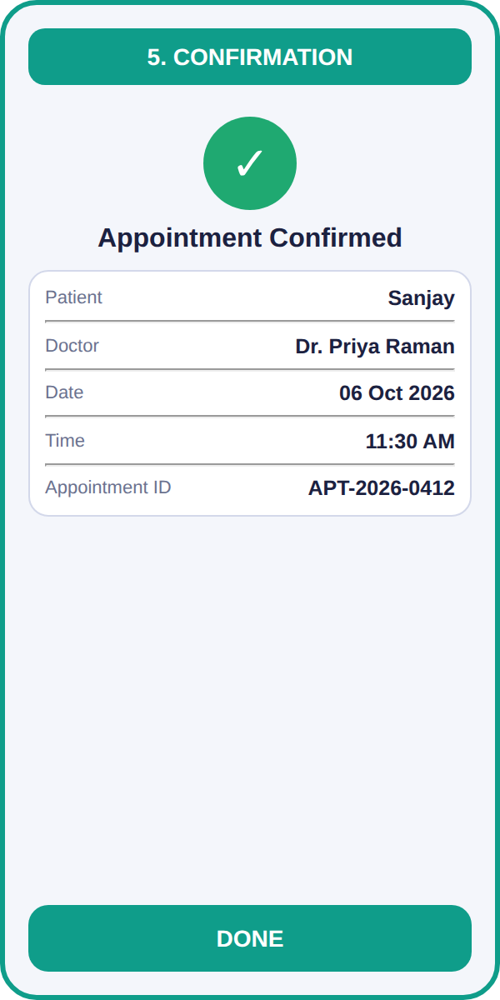 5. CONFIRMATION
✓
Appointment Confirmed
Patient Sanjay
Doctor Dr. Priya Raman
Date 06 Oct 2026
Time 11:30 AM
Appointment ID APT-2026-0412
DONE